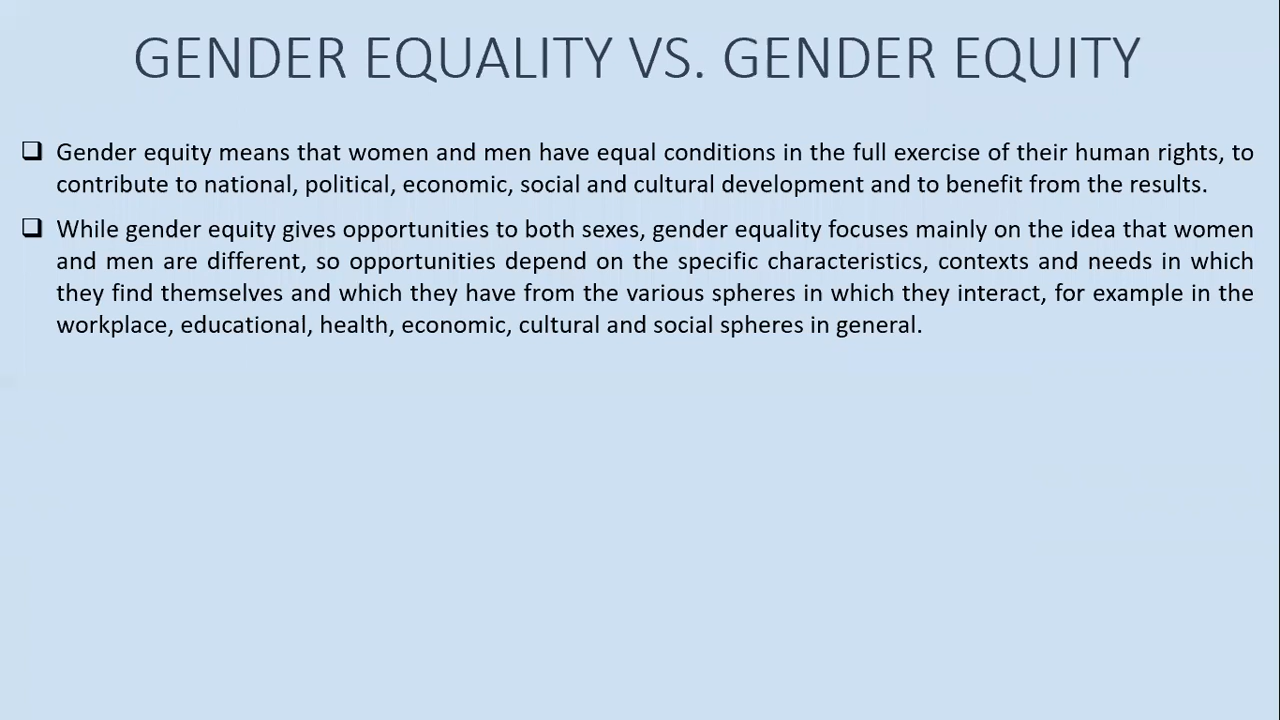 GENDER EQUALITY VS. GENDER EQUITY
Gender equity means that women and men have equal conditions in the full exercise of their human rights, to
contribute to national, political, economic, social and cultural development and to benefit from the results.
While gender equity gives opportunities to both sexes, gender equality focuses mainly on the idea that women
and men are different, so opportunities depend on the specific characteristics, contexts and needs in which
they find themselves and which they have from the various spheres in which they interact, for example in the
workplace, educational, health, economic, cultural and social spheres in general.